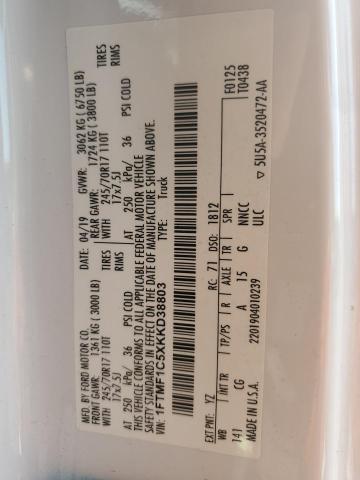 MFD. BY FORD MOTOR CO.
DATE: 04/19 GVWR: 3062 KG ( 6750 LB)
FRONT GAWR: 1361 KG ( 3000 LB) REAR GAWR: 1724 KG ( 3800 LB)
245/70R17 110T TIRES WITH 245/70R17 110T TIRES
17x7.5J RIMS 17x7.5J RIMS
AT 250 kPa/ 36 PSI COLD AT 250 kPa/ 36 PSI COLD
THIS VEHICLE CONFORMS TO ALL APPLICABLE FEDERAL MOTOR VEHICLE
SAFETY STANDARDS IN EFFECT ON THE DATE OF MANUFACTURE SHOWN ABOVE.
VIN: 1FTMF1C5XKKD38803 TYPE: Truck
F0125
T0438
EXT PNT: YZ RC: 71 DSO: 1812
WB INT TR TP/PS R AXLE TR SPR
141 CG A 15 G NNCC
MADE IN U.S.A. ULC
2201904010239
5U5A-3520472-AA